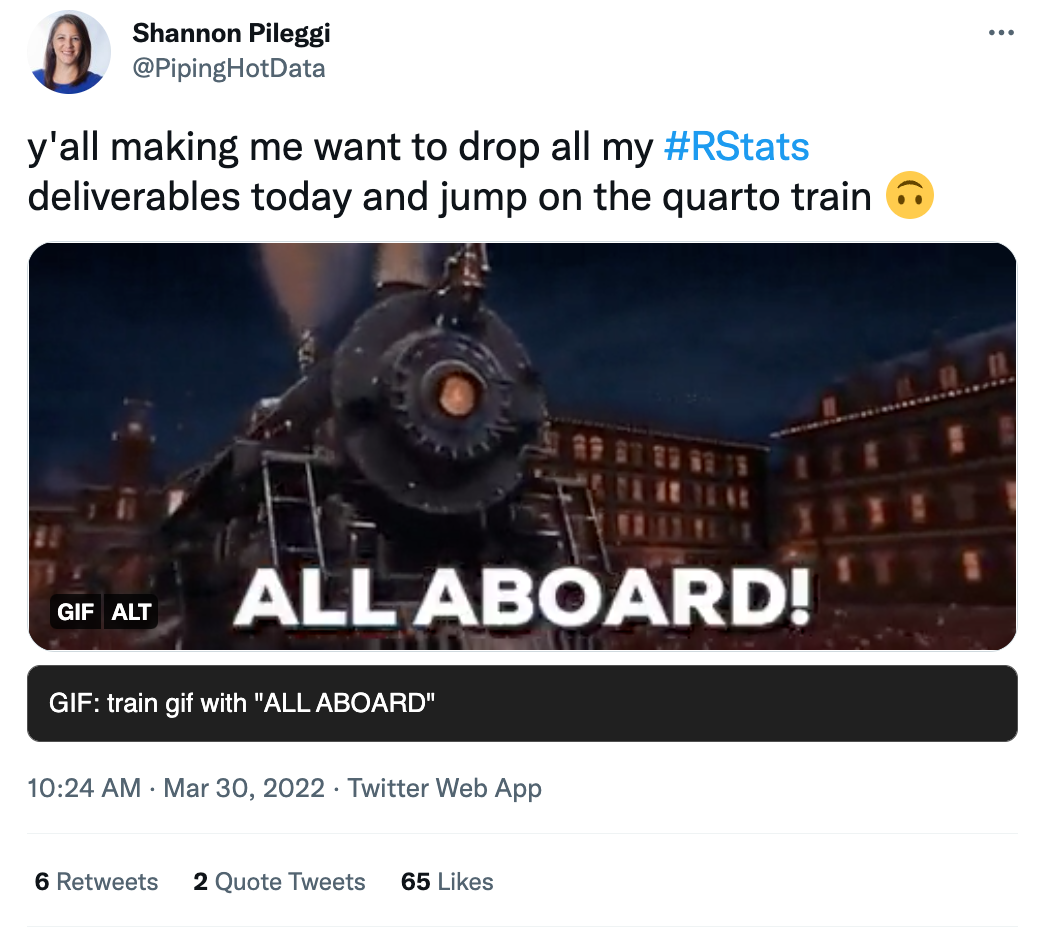 Shannon Pileggi
@PipingHotData
y'all making me want to drop all my #RStats
deliverables today and jump on the quarto train 🙃
ALL ABOARD!
GIF ALT
GIF: train gif with "ALL ABOARD"
10:24 AM · Mar 30, 2022 · Twitter Web App
6 Retweets 2 Quote Tweets 65 Likes